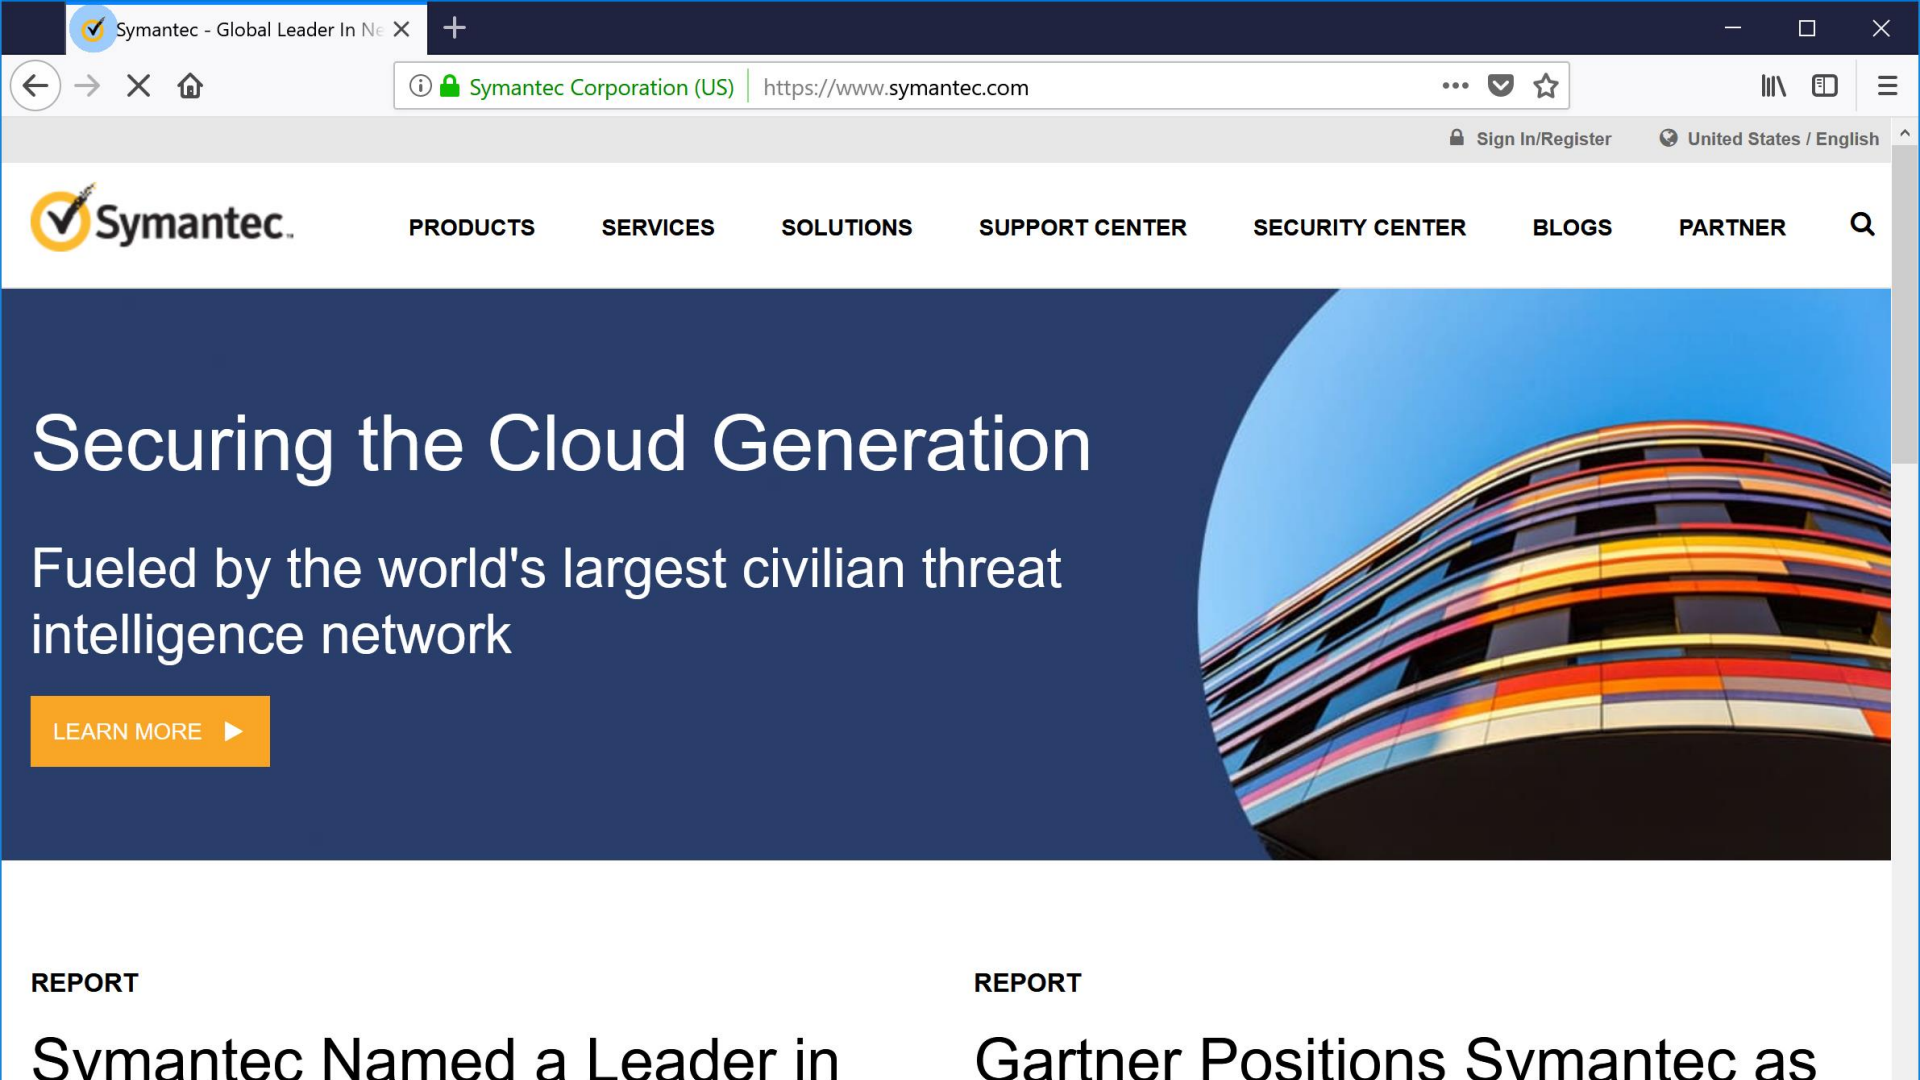 Symantec - Global Leader In Ne
Symantec Corporation (US)
https://www.symantec.com
Sign In/Register
United States / English
Symantec
PRODUCTS
SERVICES
SOLUTIONS
SUPPORT CENTER
SECURITY CENTER
BLOGS
PARTNER
Securing the Cloud Generation
Fueled by the world's largest civilian threat
intelligence network
LEARN MORE
REPORT
Symantec Named a Leader in
REPORT
Gartner Positions Symantec as